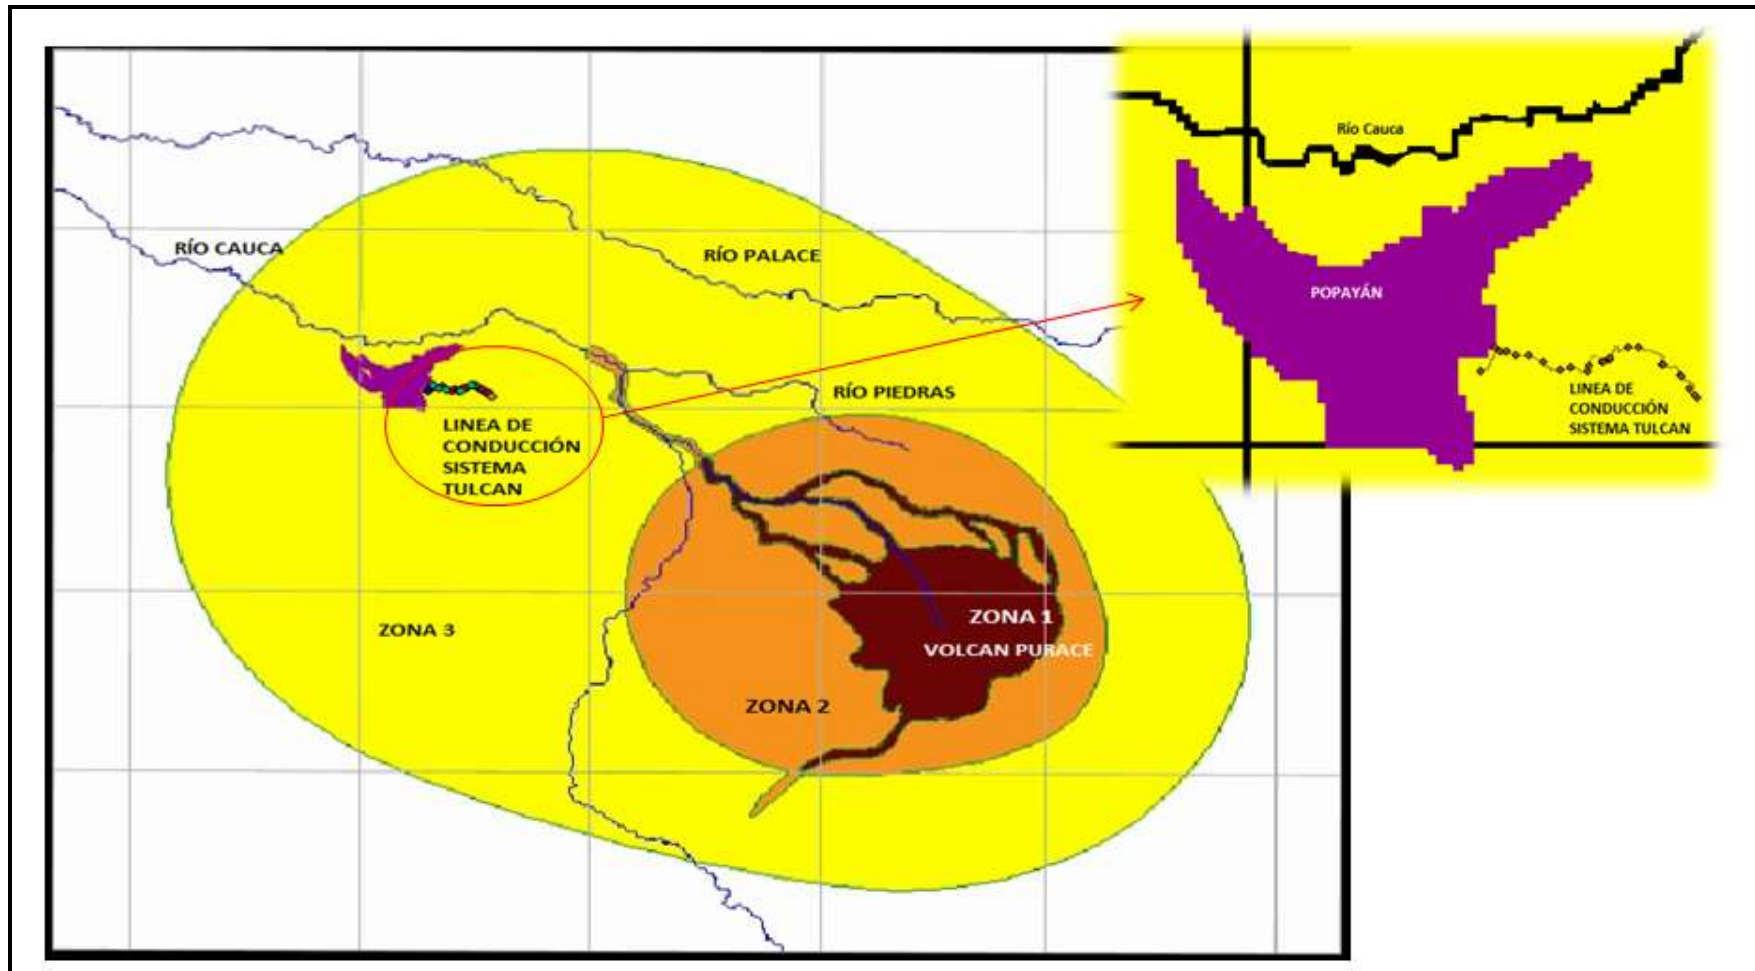 RÍO CAUCA
RÍO PALACE
RÍO PIEDRAS
LINEA DE
CONDUCCIÓN
SISTEMA
TULCAN
ZONA 3
ZONA 1
VOLCAN PURACE
ZONA 2
Río Cauca
POPAYÁN
LINEA DE
CONDUCCIÓN
SISTEMA TULCAN